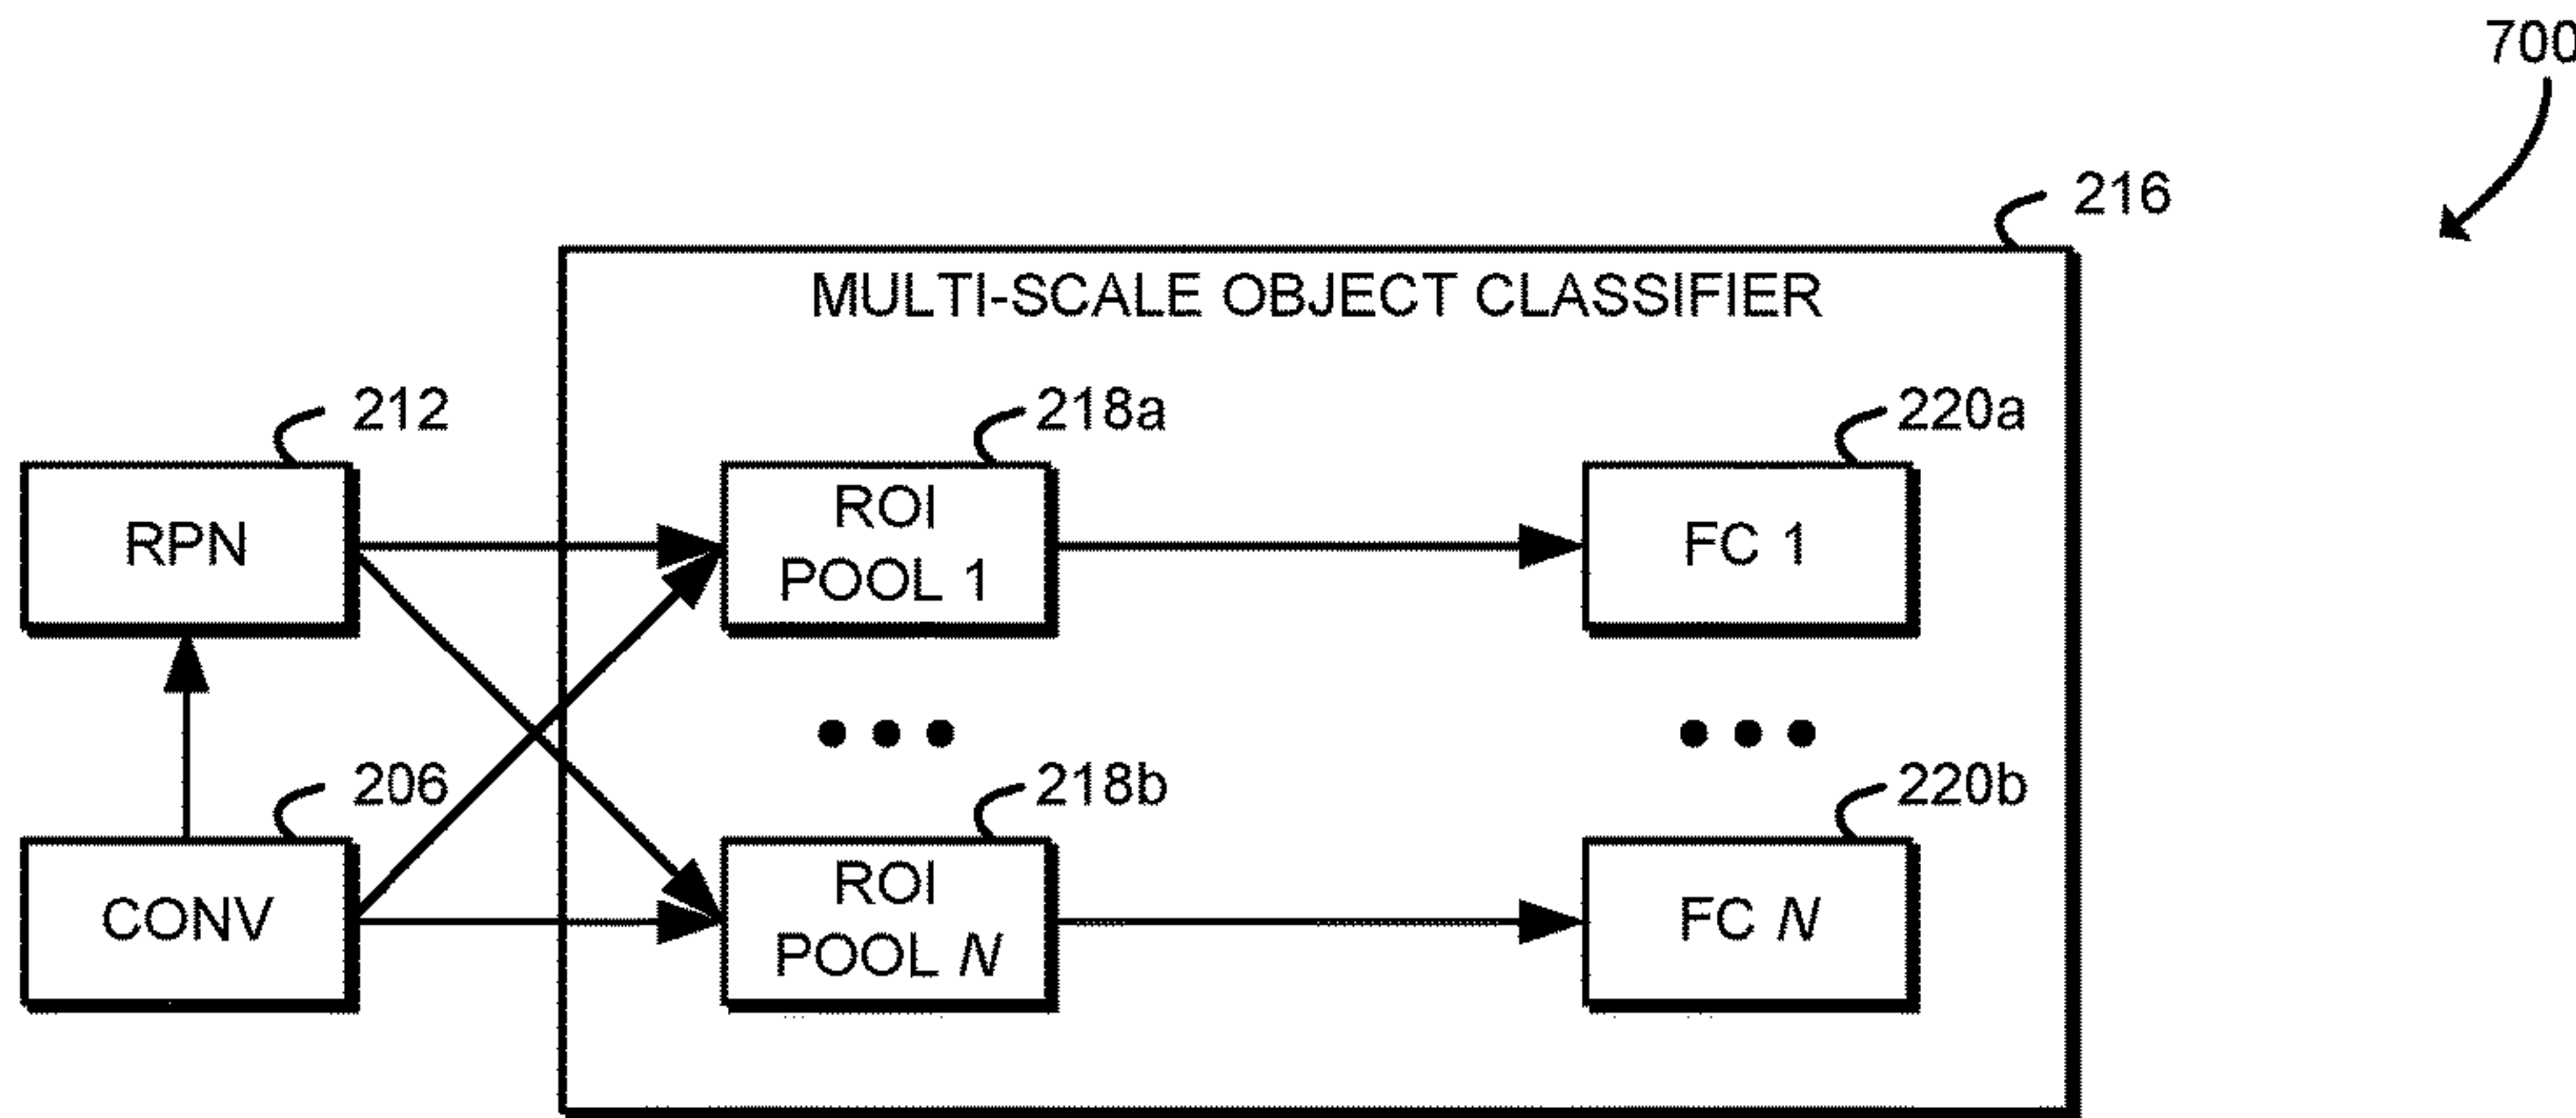 700
216
MULTI-SCALE OBJECT CLASSIFIER
212
218a
220a
RPN
ROI
POOL 1
FC 1
206
218b
220b
CONV
ROI
POOL N
FC N